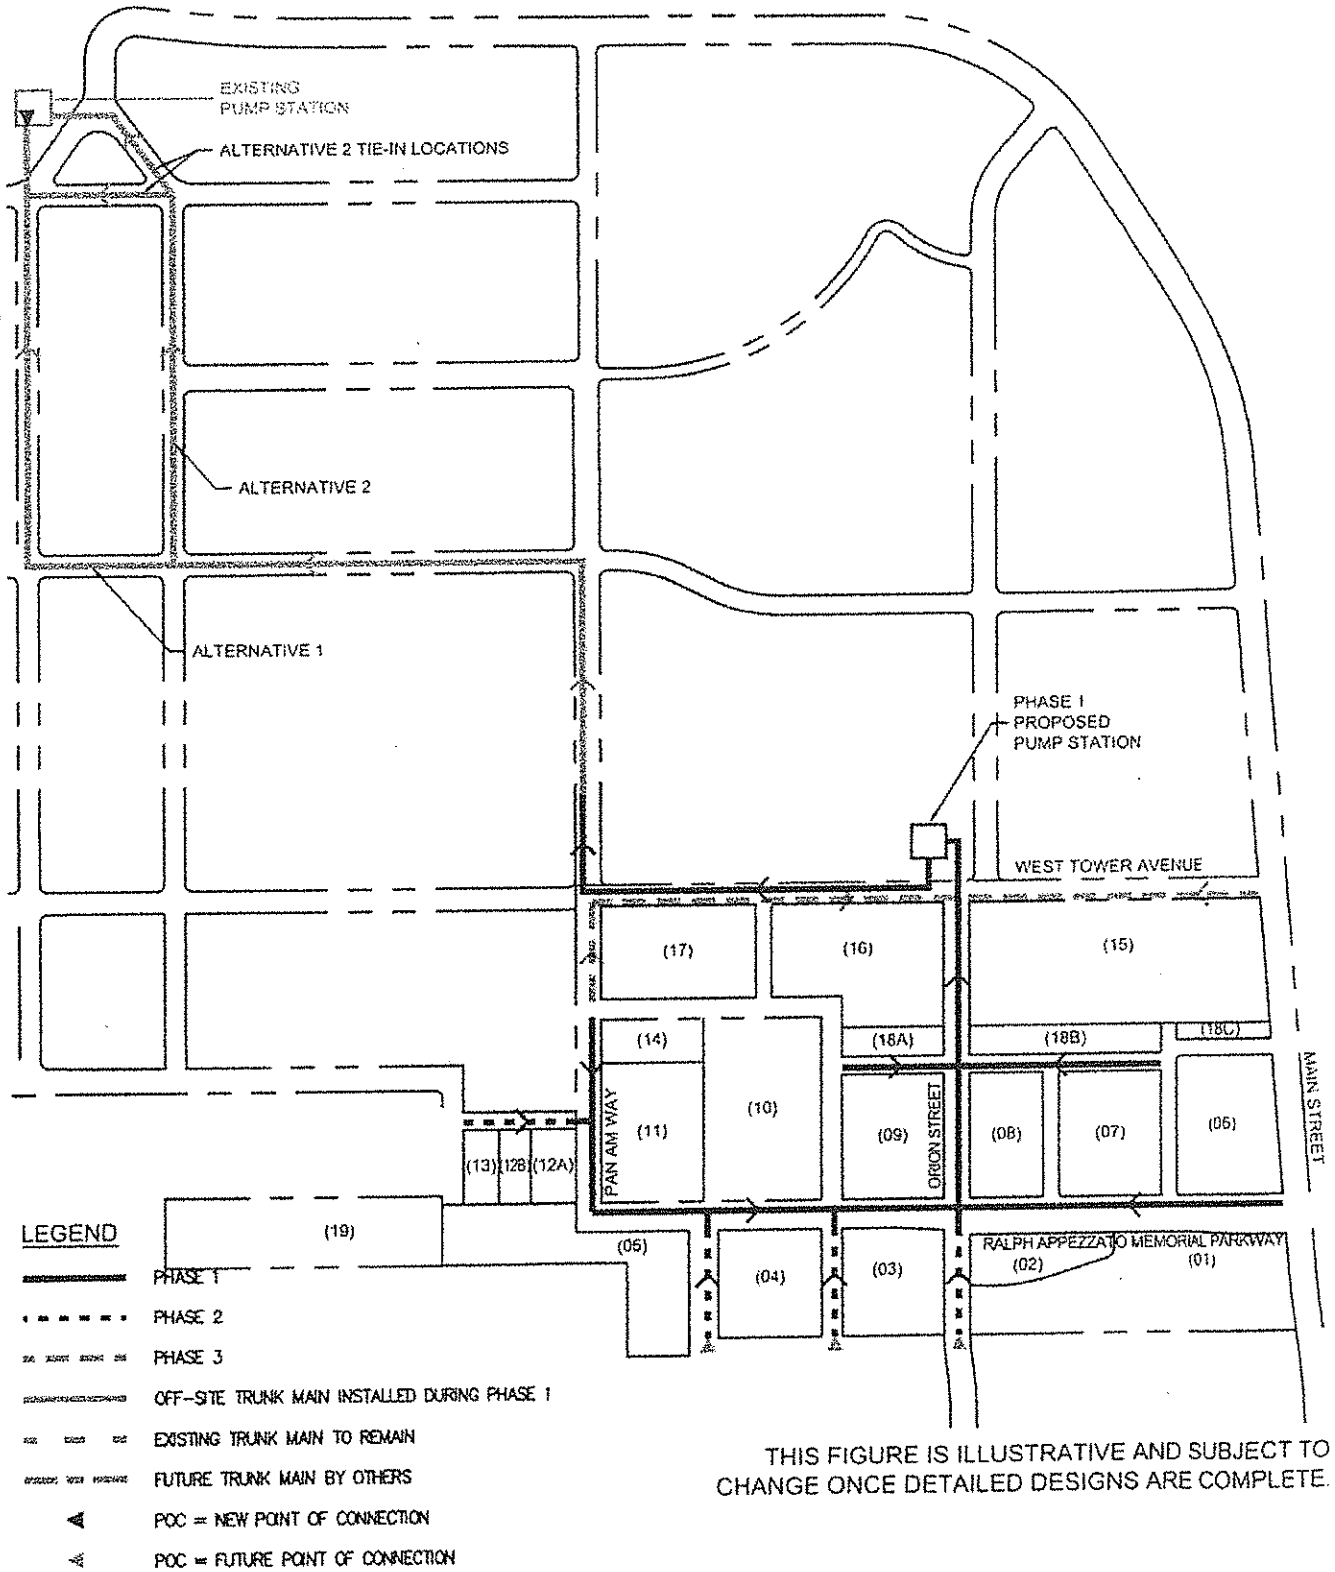 EXISTING
PUMP STATION
ALTERNATIVE 2 TIE-IN LOCATIONS
ALTERNATIVE 2
ALTERNATIVE 1
PHASE 1
PROPOSED
PUMP STATION
WEST TOWER AVENUE
(17)
(16)
(15)
(14)
(18A)
(18B)
(18C)
MAIN STREET
PAN AM WAY
(11)
(10)
(09)
ORION STREET
(08)
(07)
(06)
(13)
(12B)
(12A)
(19)
(05)
(04)
(03)
RALPH APPEZZATO MEMORIAL PARKWAY
(02)
(01)
LEGEND
PHASE 1
PHASE 2
PHASE 3
OFF-SITE TRUNK MAIN INSTALLED DURING PHASE 1
EXISTING TRUNK MAIN TO REMAIN
FUTURE TRUNK MAIN BY OTHERS
POC = NEW POINT OF CONNECTION
POC = FUTURE POINT OF CONNECTION
THIS FIGURE IS ILLUSTRATIVE AND SUBJECT TO
CHANGE ONCE DETAILED DESIGNS ARE COMPLETE.